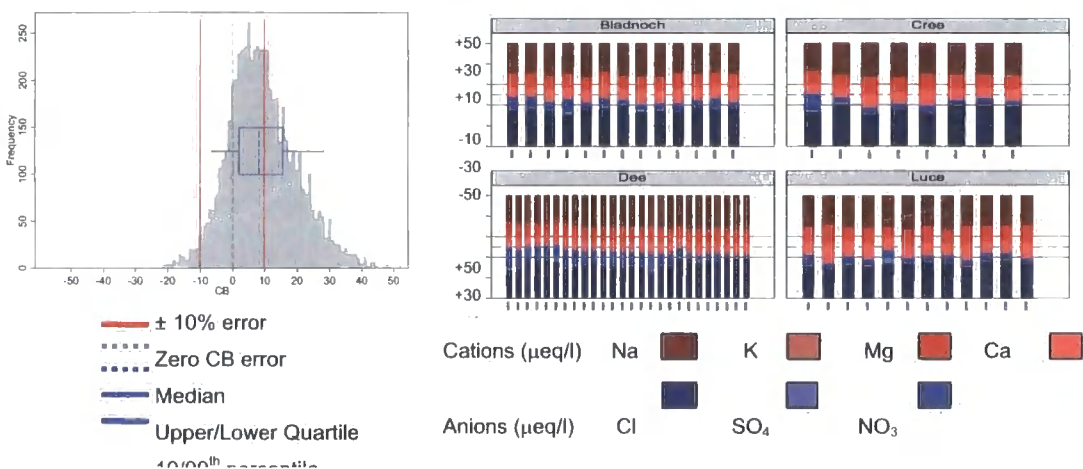 250
200
150
100
50
0
Frequency
-50 -40 -30 -20 -10 0 10 20 30 40 50
CB
± 10% error
Zero CB error
Median
Upper/Lower Quartile
Bladnoch Cree
+50
+30
+10
-10
-30
Dee Luce
-50
+50
+30
Cations (μeq/l) Na K Mg Ca
Anions (μeq/l) Cl SO₄ NO₃